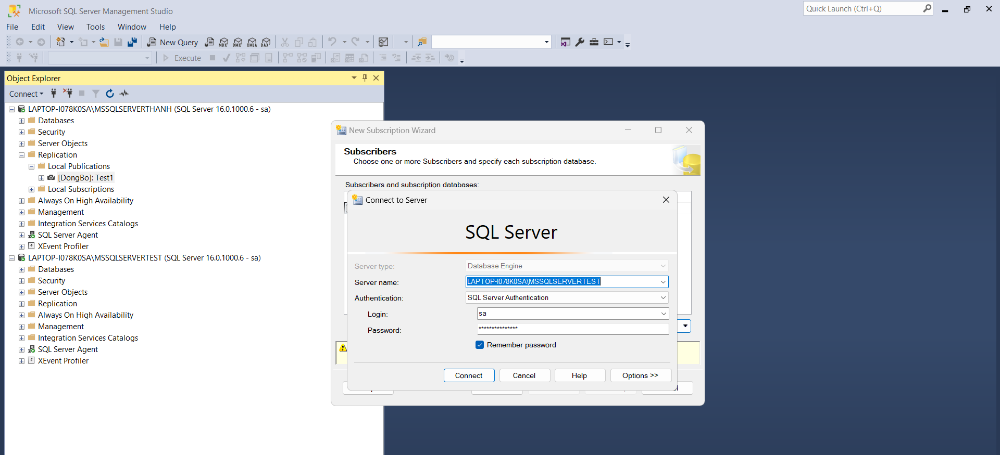 Microsoft SQL Server Management Studio
Quick Launch (Ctrl+Q)
File Edit View Tools Window Help
New Query MDX DMX XMLA DAX
Execute
Object Explorer
Connect
LAPTOP-I078K0SA\MSSQLSERVERTHANH (SQL Server 16.0.1000.6 - sa)
Databases
Security
Server Objects
Replication
Local Publications
[DongBo]: Test1
Local Subscriptions
Always On High Availability
Management
Integration Services Catalogs
SQL Server Agent
XEvent Profiler
LAPTOP-I078K0SA\MSSQLSERVERTEST (SQL Server 16.0.1000.6 - sa)
Databases
Security
Server Objects
Replication
Always On High Availability
Management
Integration Services Catalogs
SQL Server Agent
XEvent Profiler
New Subscription Wizard
Subscribers
Choose one or more Subscribers and specify each subscription database.
Subscribers and subscription databases:
Connect to Server
SQL Server
Server type: Database Engine
Server name: LAPTOP-I078K0SA\MSSQLSERVERTEST
Authentication: SQL Server Authentication
Login: sa
Password: ***************
Remember password
Connect Cancel Help Options >>